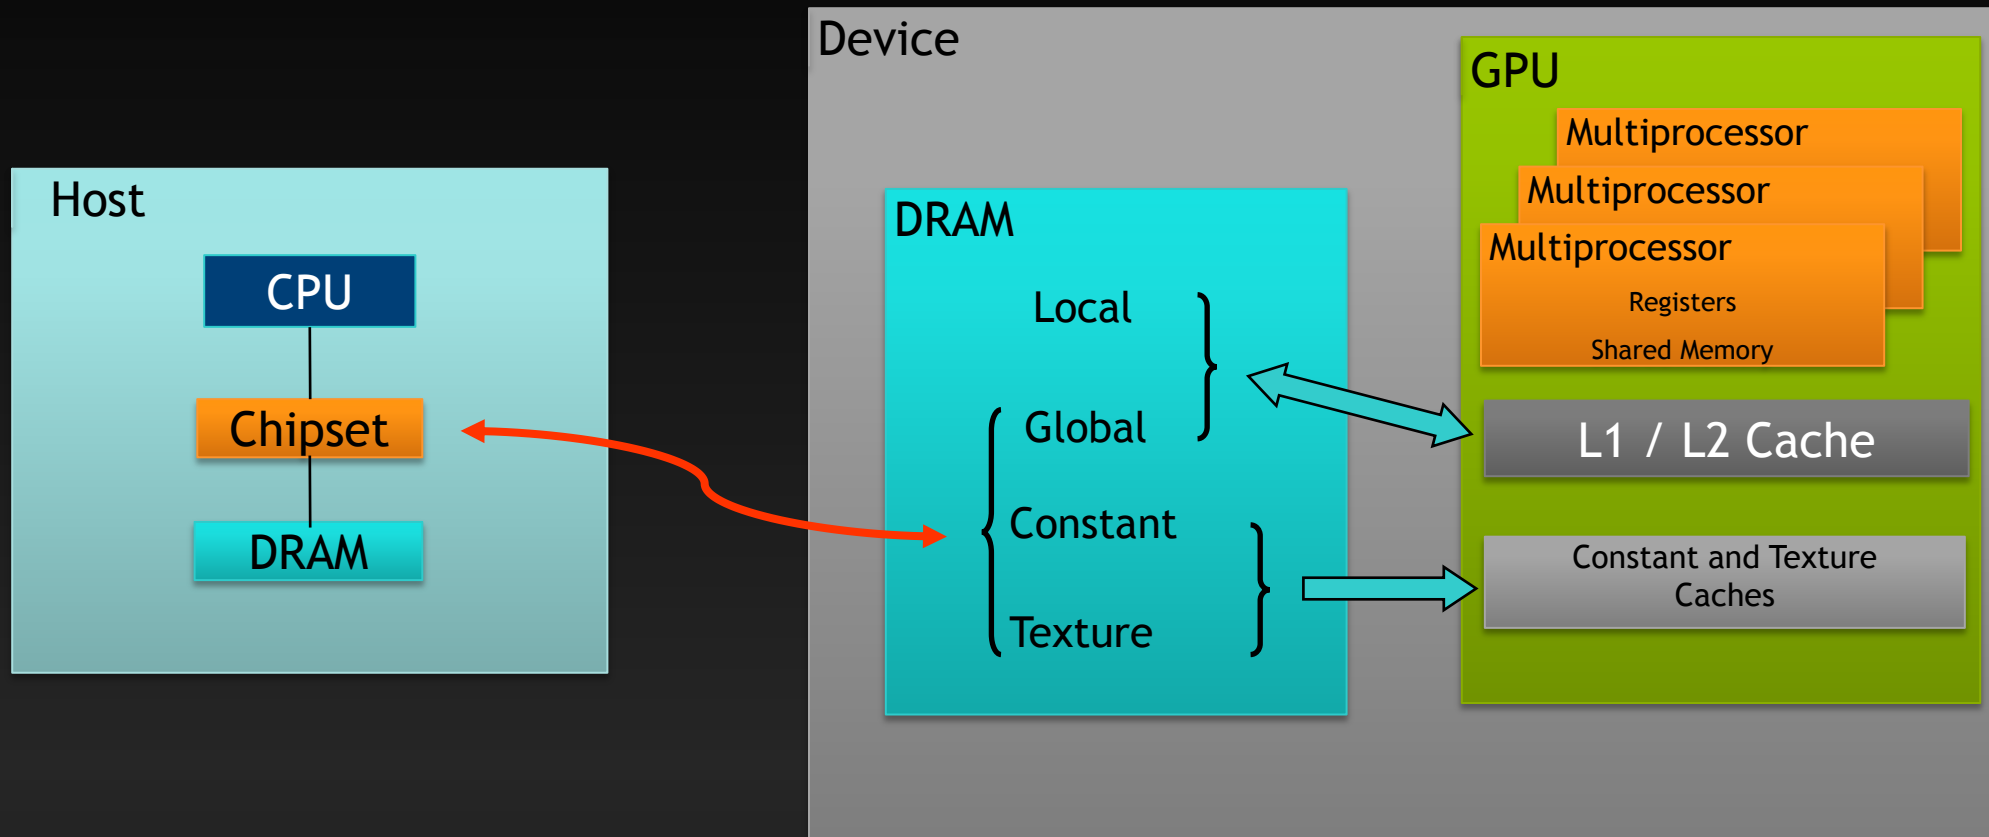 Host
CPU
Chipset
DRAM
Device
DRAM
Local
Global
Constant
Texture
GPU
Multiprocessor
Multiprocessor
Multiprocessor
Registers
Shared Memory
L1 / L2 Cache
Constant and Texture
Caches